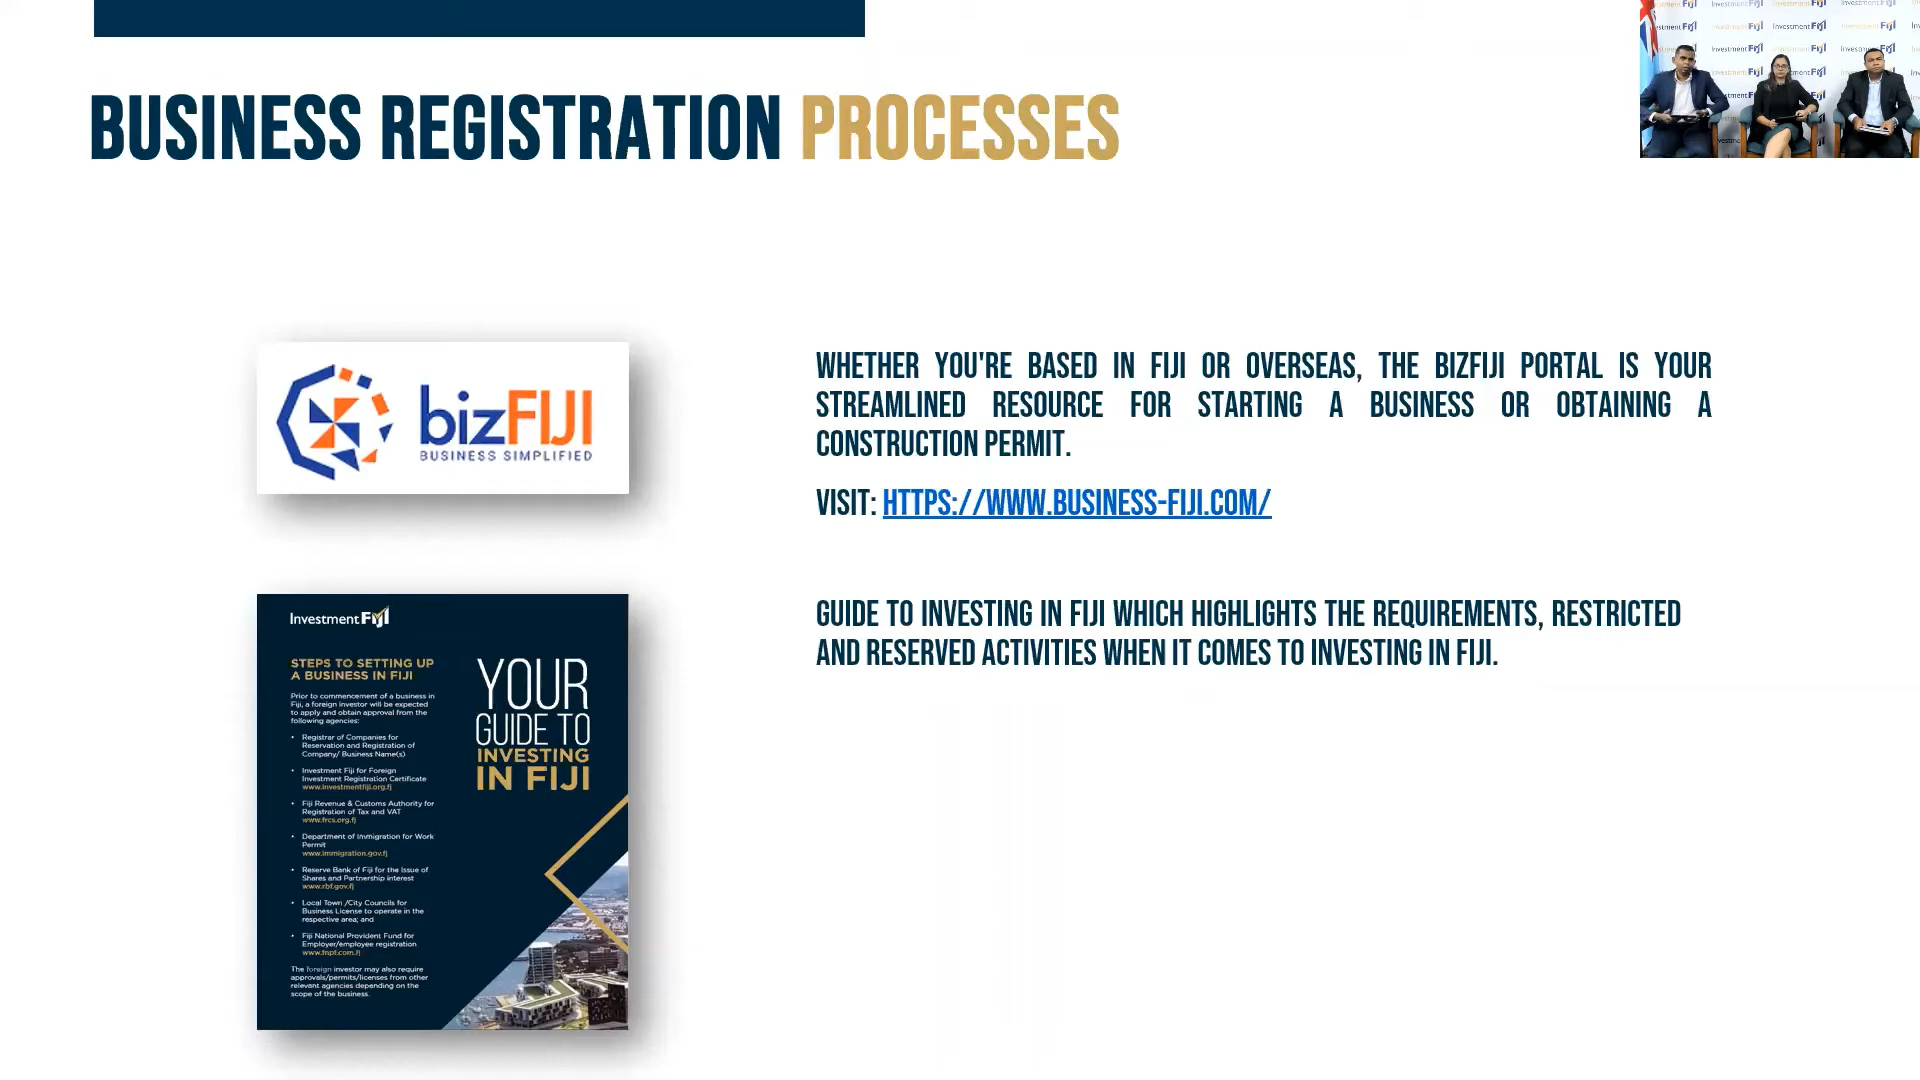 BUSINESS REGISTRATION PROCESSES
bizFIJI
BUSINESS SIMPLIFIED
WHETHER YOU'RE BASED IN FIJI OR OVERSEAS, THE BIZFIJI PORTAL IS YOUR
STREAMLINED RESOURCE FOR STARTING A BUSINESS OR OBTAINING A
CONSTRUCTION PERMIT.
VISIT: HTTPS://WWW.BUSINESS-FIJI.COM/
GUIDE TO INVESTING IN FIJI WHICH HIGHLIGHTS THE REQUIREMENTS, RESTRICTED
AND RESERVED ACTIVITIES WHEN IT COMES TO INVESTING IN FIJI.
Investment FIJI
STEPS TO SETTING UP
A BUSINESS IN FIJI
Prior to commencement of a business in
Fiji, a foreign investor will be expected
to apply and obtain approval from the
following agencies:
• Registrar of Companies for
Reservation and Registration of
Company/ Business Name(s)
• Investment Fiji for Foreign
Investment Registration Certificate
www.investmentfiji.org.fj
• Fiji Revenue & Customs Authority for
Registration of Tax and VAT
www.frcs.org.fj
• Department of Immigration for Work
Permit
www.immigration.gov.fj
• Reserve Bank of Fiji for the Issue of
Shares and Partnership interest
www.rbf.gov.fj
• Local Town /City Councils for
Business License to operate in the
respective area; and
• Fiji National Provident Fund for
Employer/employee registration
www.fnpf.com.fj
The foreign investor may also require
approvals/permits/licenses from other
relevant agencies depending on the
scope of the business.
YOUR
GUIDE TO
INVESTING
IN FIJI
Investment FIJI